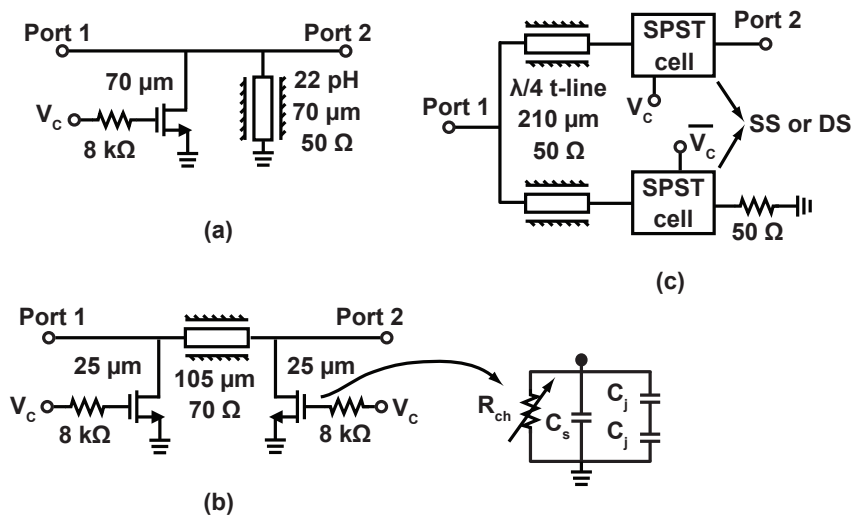 Port 1
Port 2
70 µm
V_C
8 kΩ
22 pH
70 µm
50 Ω
(a)
Port 1
λ/4 t-line
210 µm
50 Ω
SPST
cell
Port 2
V_C
V̅_C̅
SS or DS
SPST
cell
50 Ω
(c)
Port 1
Port 2
25 µm
25 µm
105 µm
70 Ω
V_C
8 kΩ
8 kΩ
V_C
(b)
R_ch
C_s
C_j
C_j